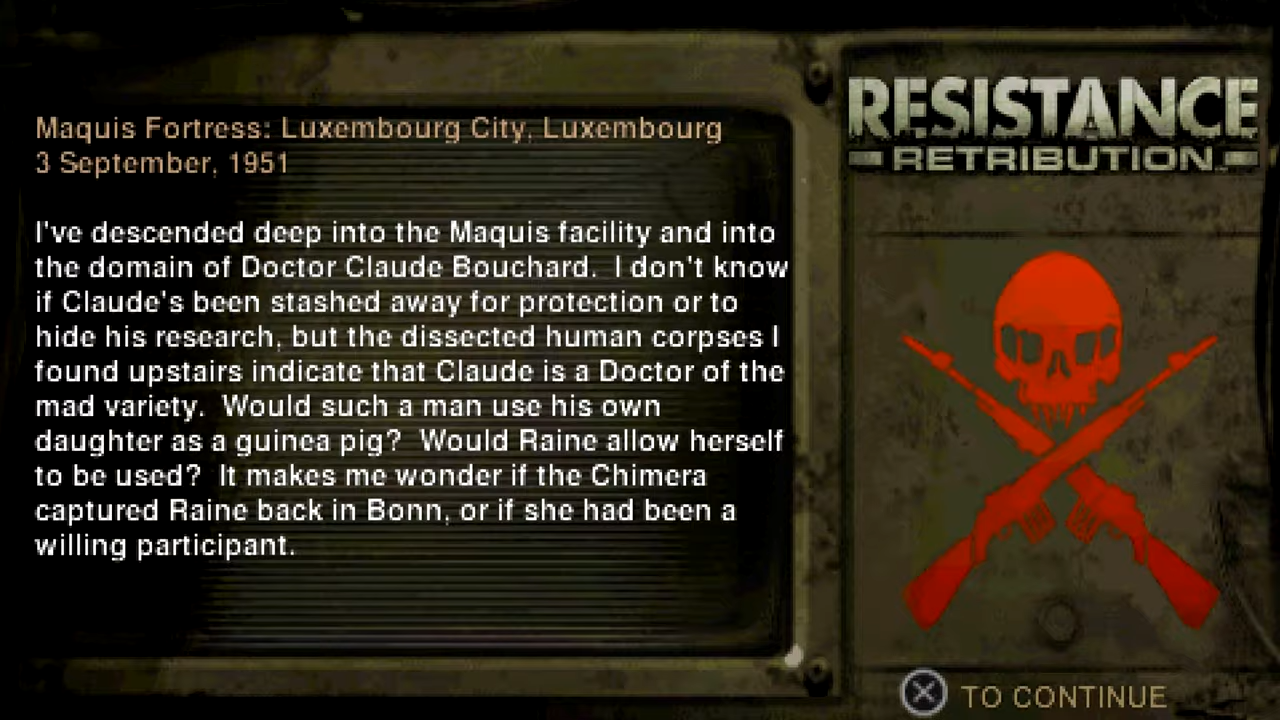 Maquis Fortress: Luxembourg City, Luxembourg
3 September, 1951
I've descended deep into the Maquis facility and into
the domain of Doctor Claude Bouchard.  I don't know
if Claude's been stashed away for protection or to
hide his research, but the dissected human corpses I
found upstairs indicate that Claude is a Doctor of the
mad variety.  Would such a man use his own
daughter as a guinea pig?  Would Raine allow herself
to be used?  It makes me wonder if the Chimera
captured Raine back in Bonn, or if she had been a
willing participant.
RESISTANCE
RETRIBUTION
TO CONTINUE